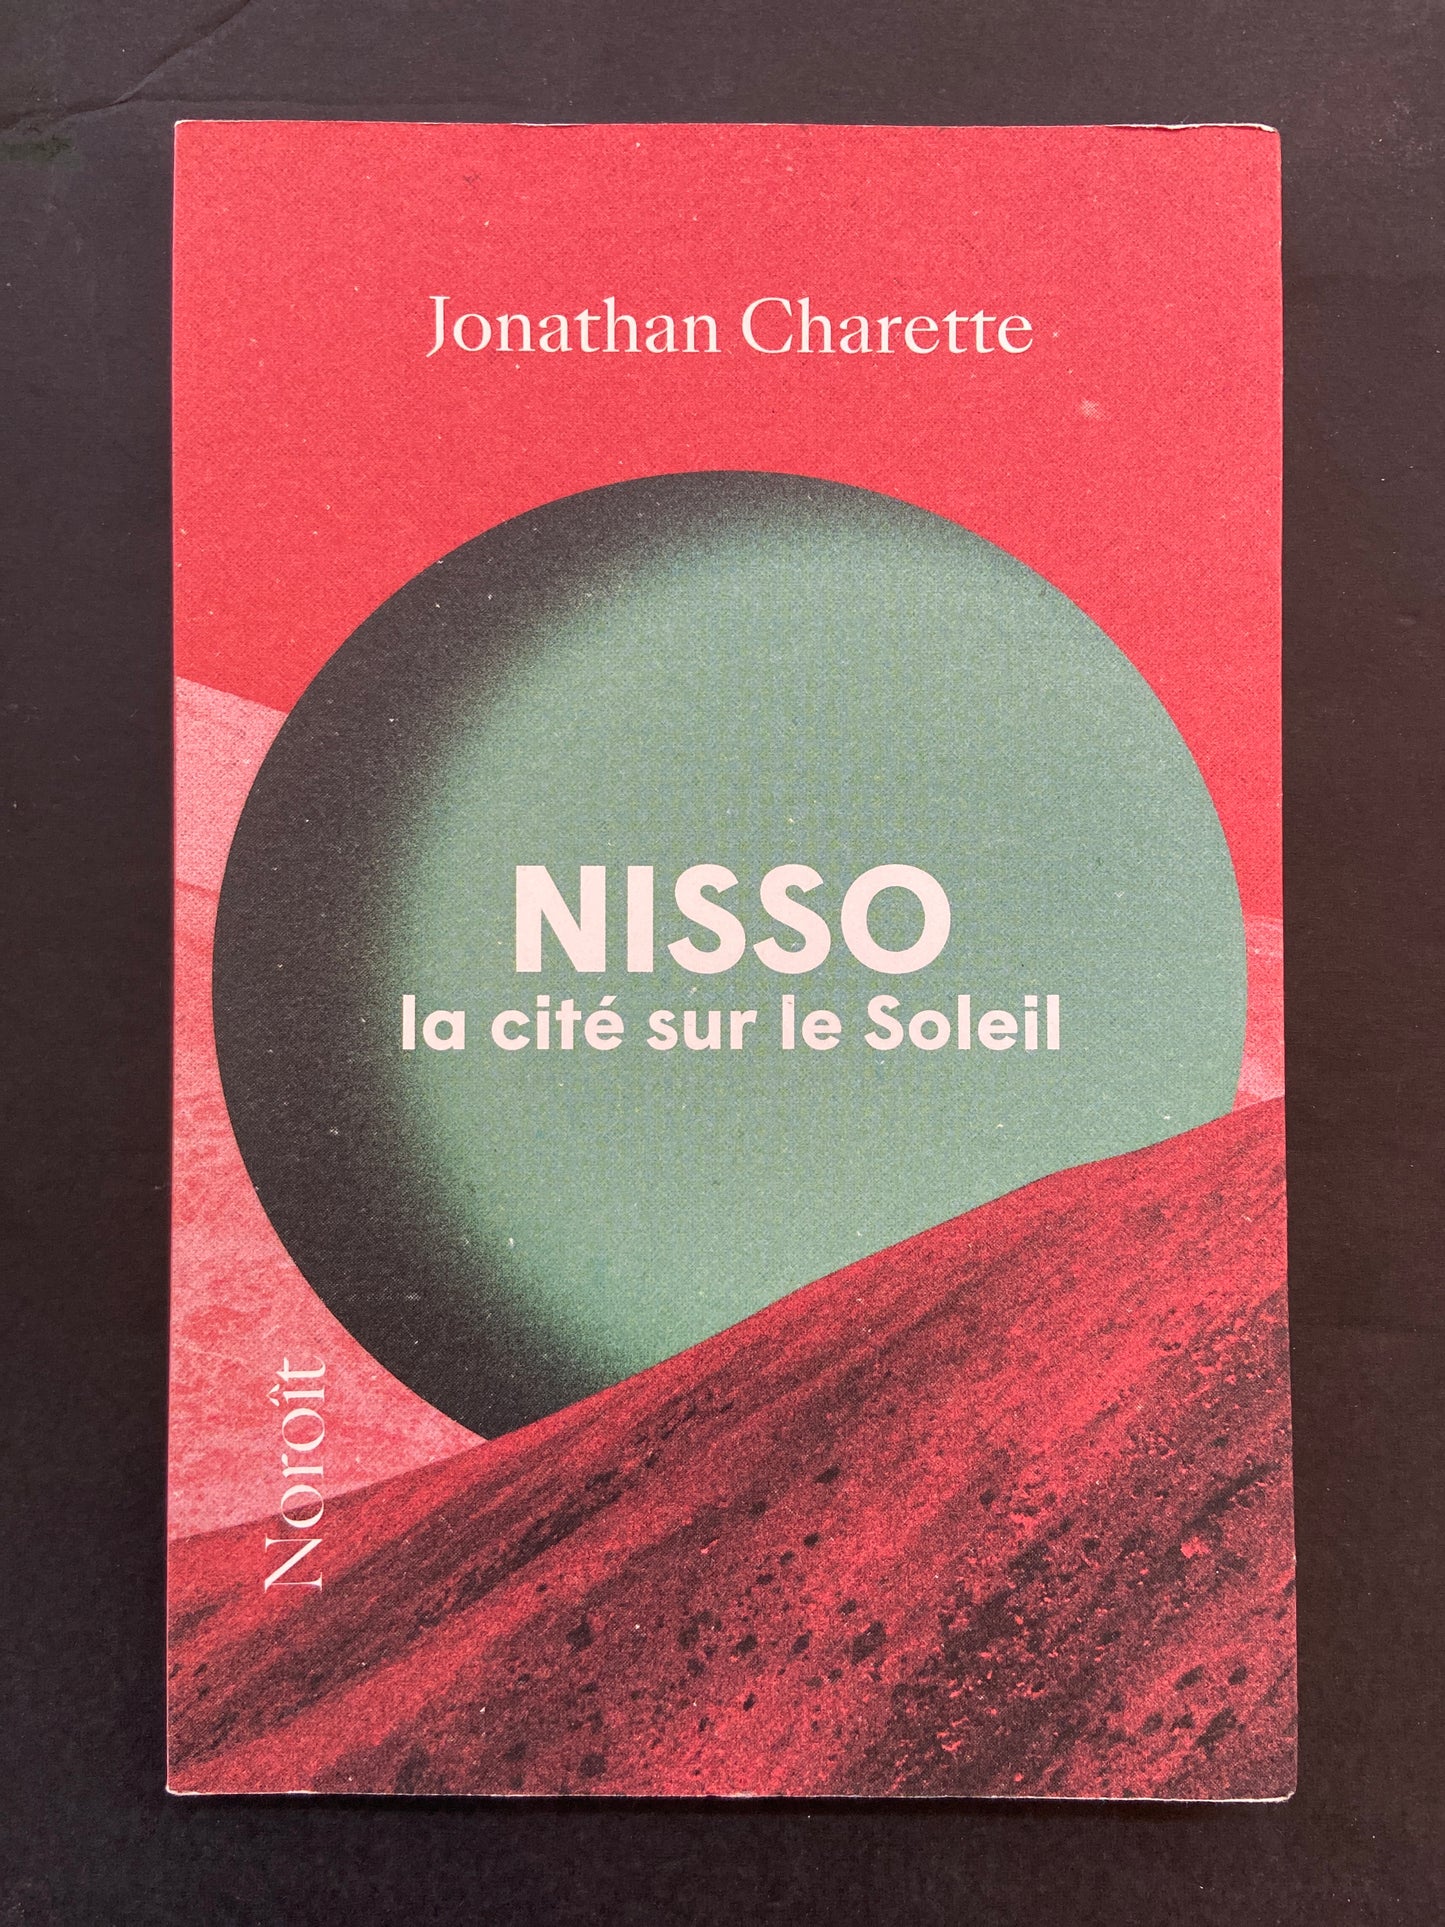 Jonathan Charette
NISSO
la cité sur le Soleil
Noroît